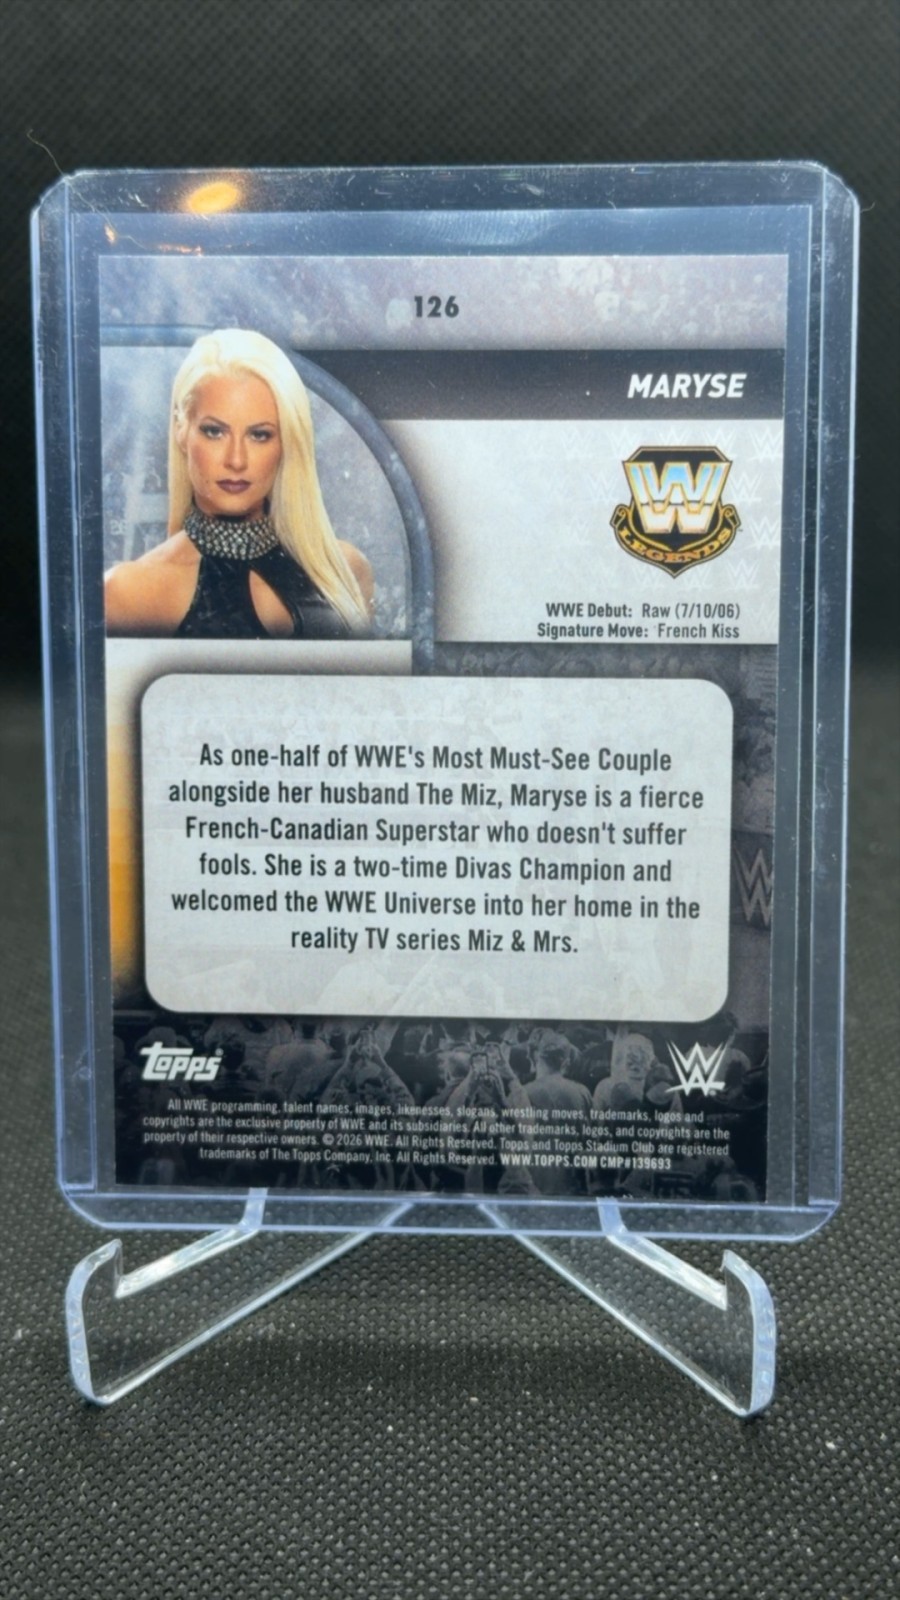 126
MARYSE
W
LEGENDS
WWE Debut: Raw (7/10/06)
Signature Move: French Kiss
As one-half of WWE's Most Must-See Couple
alongside her husband The Miz, Maryse is a fierce
French-Canadian Superstar who doesn't suffer
fools. She is a two-time Divas Champion and
welcomed the WWE Universe into her home in the
reality TV series Miz & Mrs.
Topps
W
All WWE programming, talent names, images, likenesses, slogans, wrestling moves, trademarks, logos and
copyrights are the exclusive property of WWE and its subsidiaries. All other trademarks, logos, and copyrights are the
property of their respective owners. © 2026 WWE. All Rights Reserved. Topps and Topps Stadium Club are registered
trademarks of The Topps Company, Inc. All Rights Reserved. WWW.TOPPS.COM CMP#139693